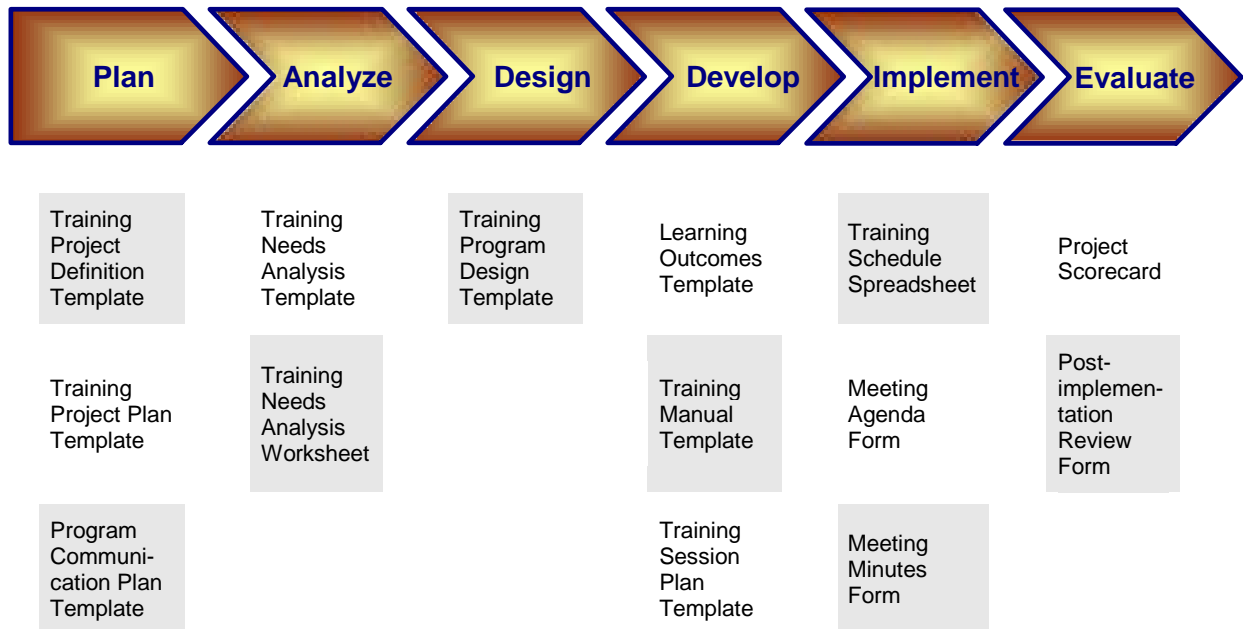 Plan
Analyze
Design
Develop
Implement
Evaluate
Training
Project
Definition
Template
Training
Needs
Analysis
Template
Training
Program
Design
Template
Learning
Outcomes
Template
Training
Schedule
Spreadsheet
Project
Scorecard
Training
Project Plan
Template
Training
Needs
Analysis
Worksheet
Training
Manual
Template
Meeting
Agenda
Form
Post-
implemen-
tation
Review
Form
Program
Communi-
cation Plan
Template
Training
Session
Plan
Template
Meeting
Minutes
Form